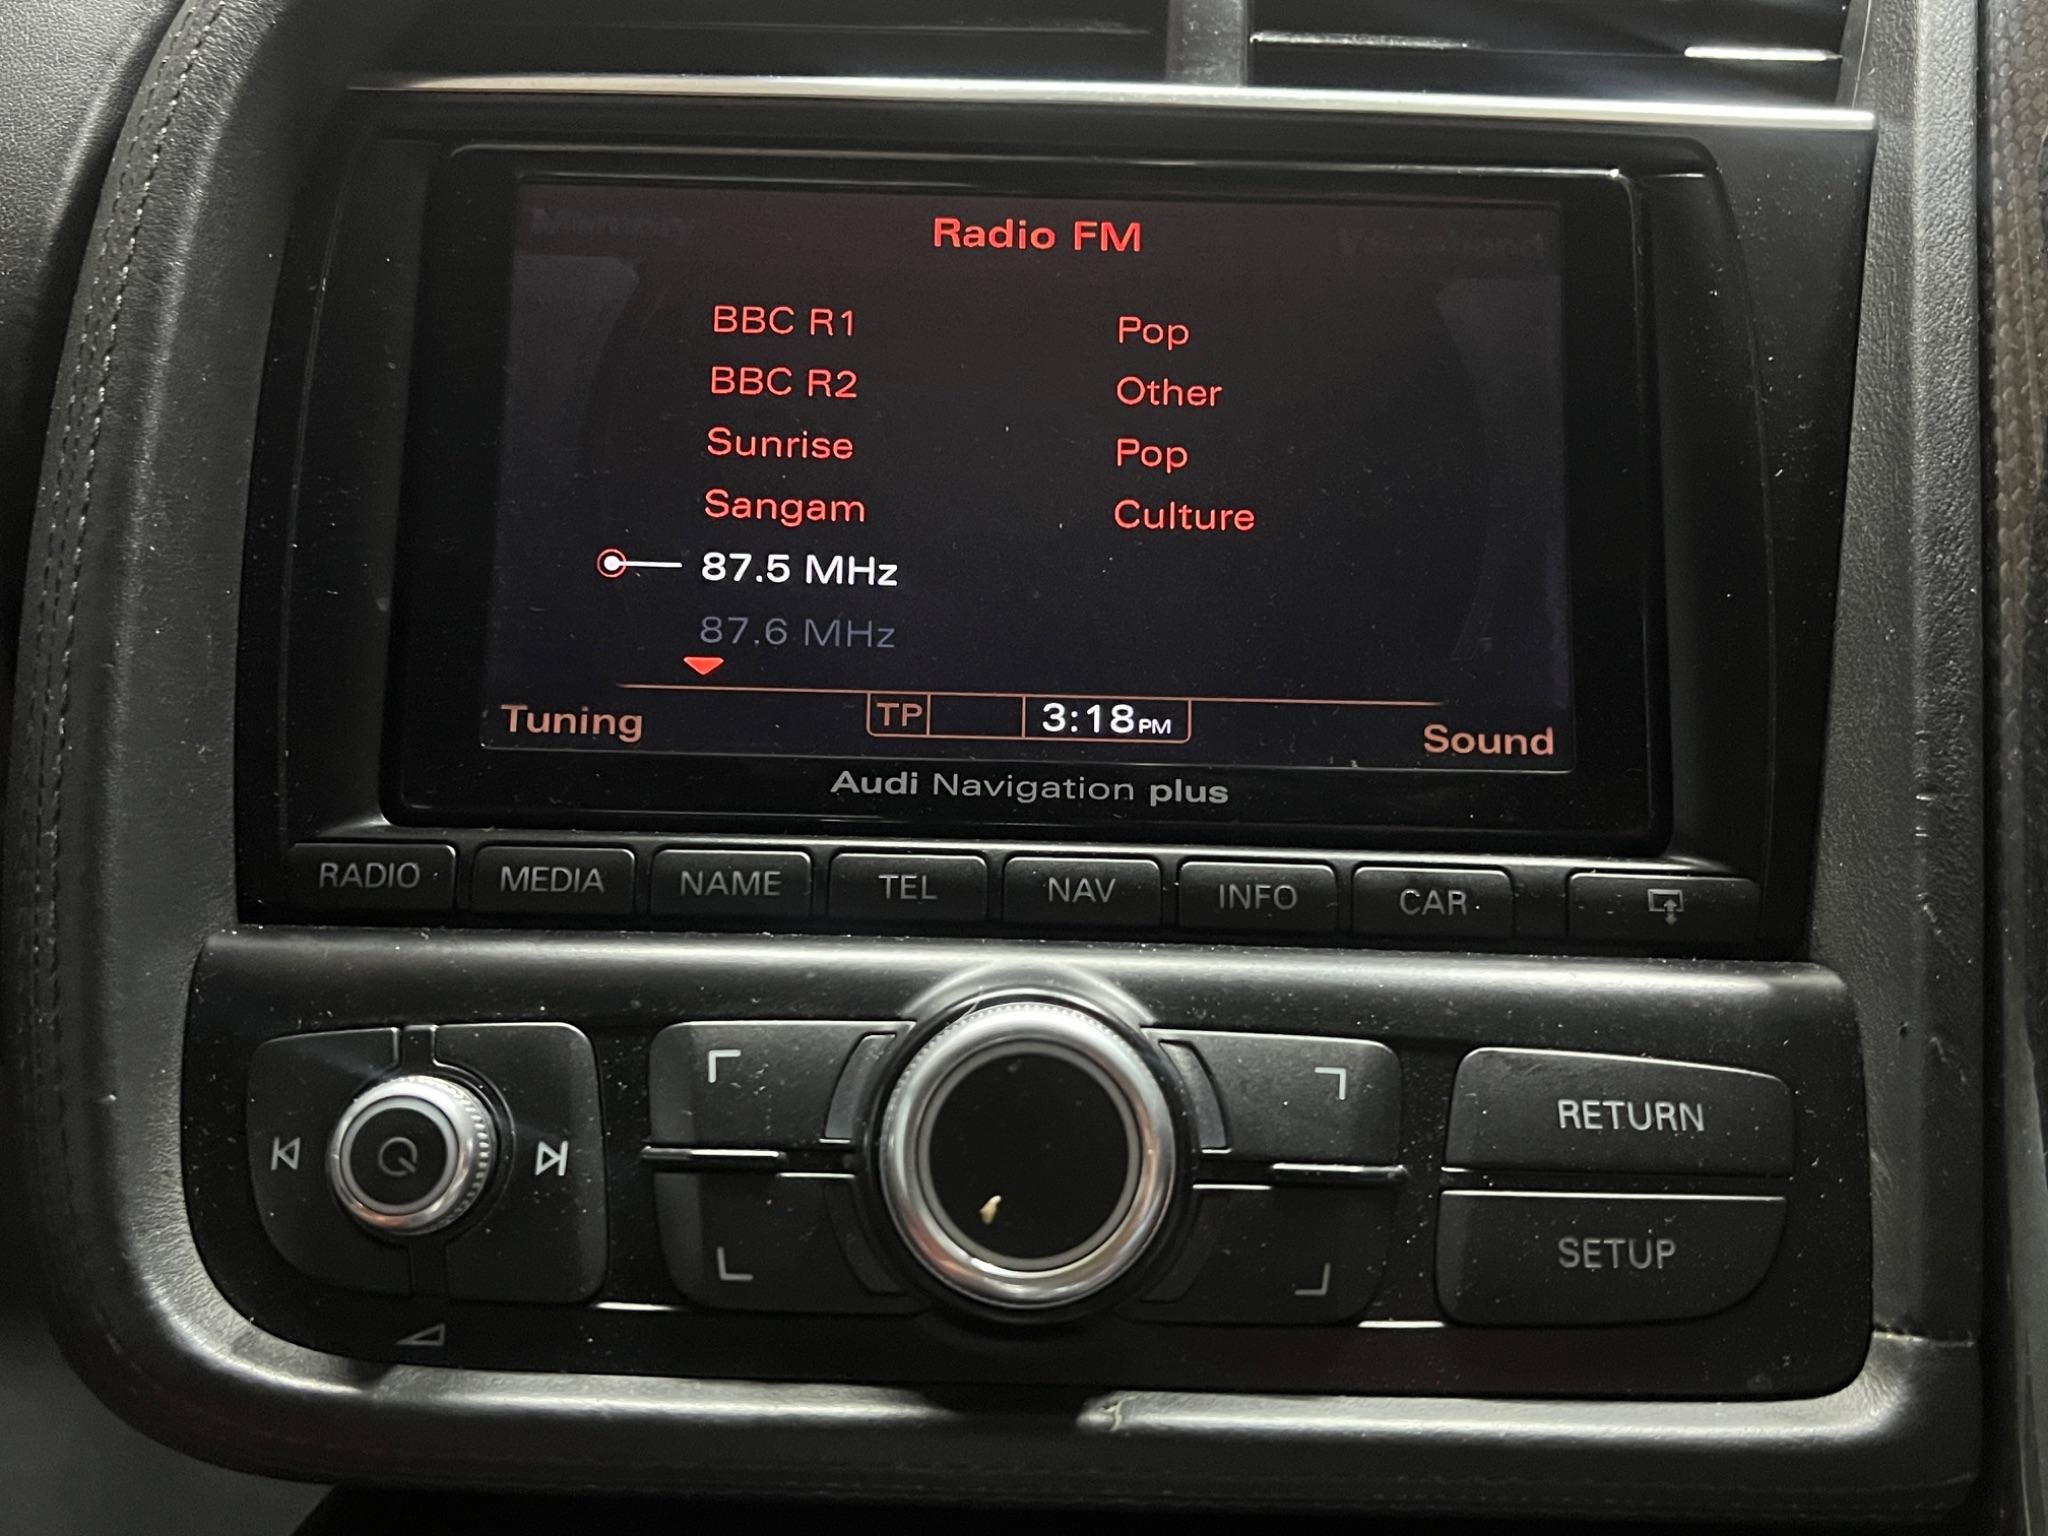 Radio FM
BBC R1 Pop
BBC R2 Other
Sunrise Pop
Sangam Culture
87.5 MHz
87.6 MHz
Tuning TP 3:18PM Sound
Audi Navigation plus
RADIO MEDIA NAME TEL NAV INFO CAR
RETURN
SETUP